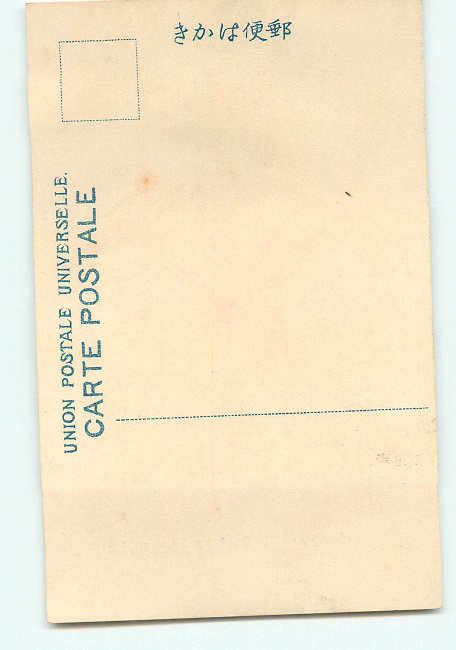 きかは便郵
UNION POSTALE UNIVERSELLE.
CARTE POSTALE